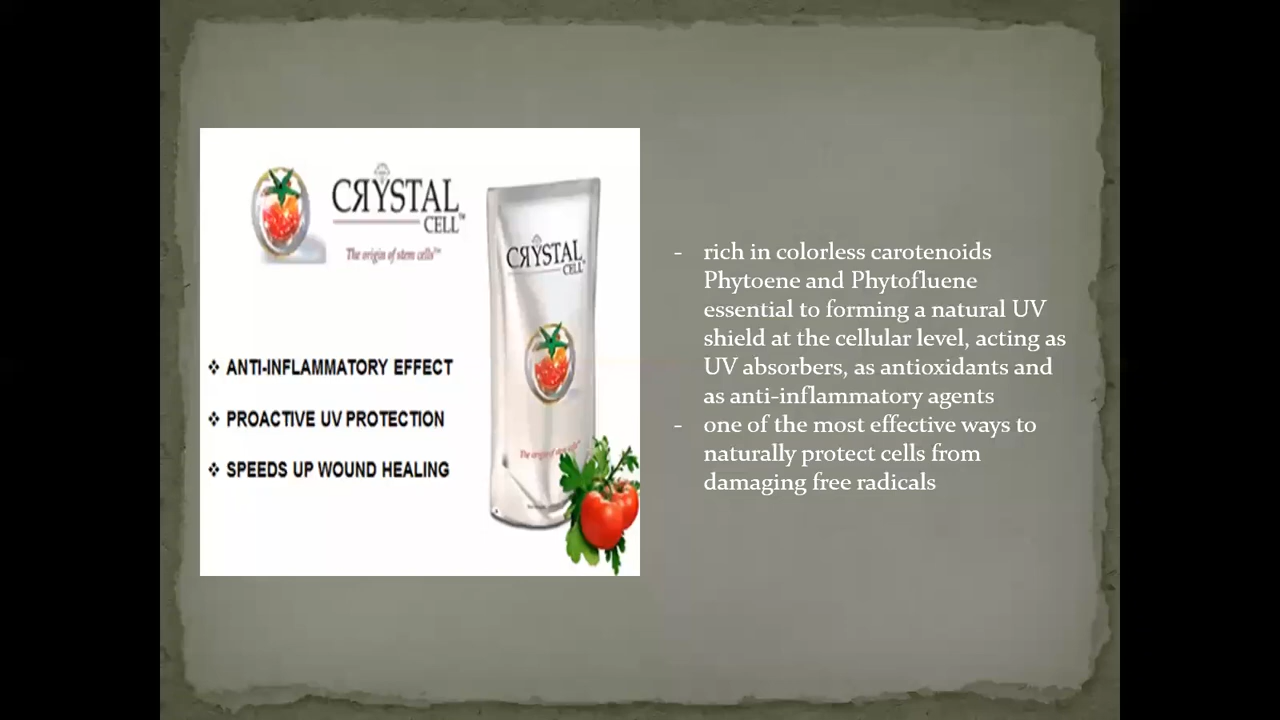 CЯYSTAL
CELL™
The origin of stem cells™
CЯYSTAL
CELL
❖ ANTI-INFLAMMATORY EFFECT
❖ PROACTIVE UV PROTECTION
❖ SPEEDS UP WOUND HEALING
The origin of stem cells
- rich in colorless carotenoids
Phytoene and Phytofluene
essential to forming a natural UV
shield at the cellular level, acting as
UV absorbers, as antioxidants and
as anti-inflammatory agents
- one of the most effective ways to
naturally protect cells from
damaging free radicals